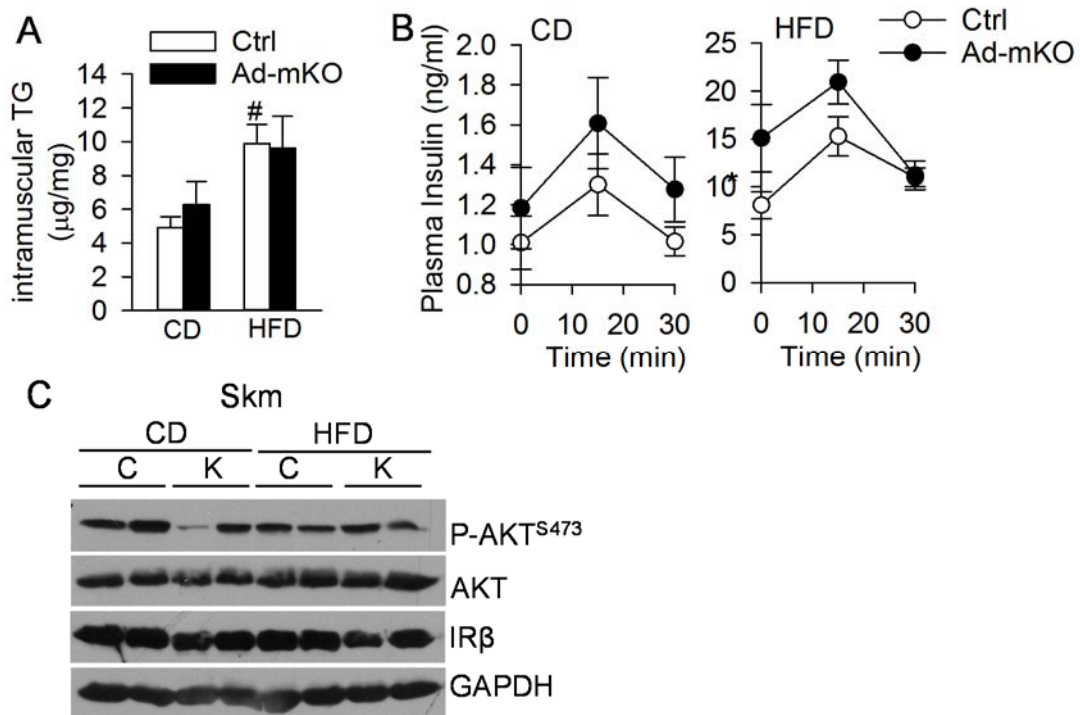 A
Ctrl
Ad-mKO
intramuscular TG
(µg/mg)
14
12
10
8
6
4
2
0
#
CD
HFD
B
CD
HFD
Ctrl
Ad-mKO
Plasma Insulin (ng/ml)
2.0
1.8
1.6
1.4
1.2
1.0
0.8
0 10 20 30
Time (min)
25
20
15
10
5
0
*
0 10 20 30
Time (min)
C
Skm
CD HFD
C K C K
P-AKTS473
AKT
IRβ
GAPDH